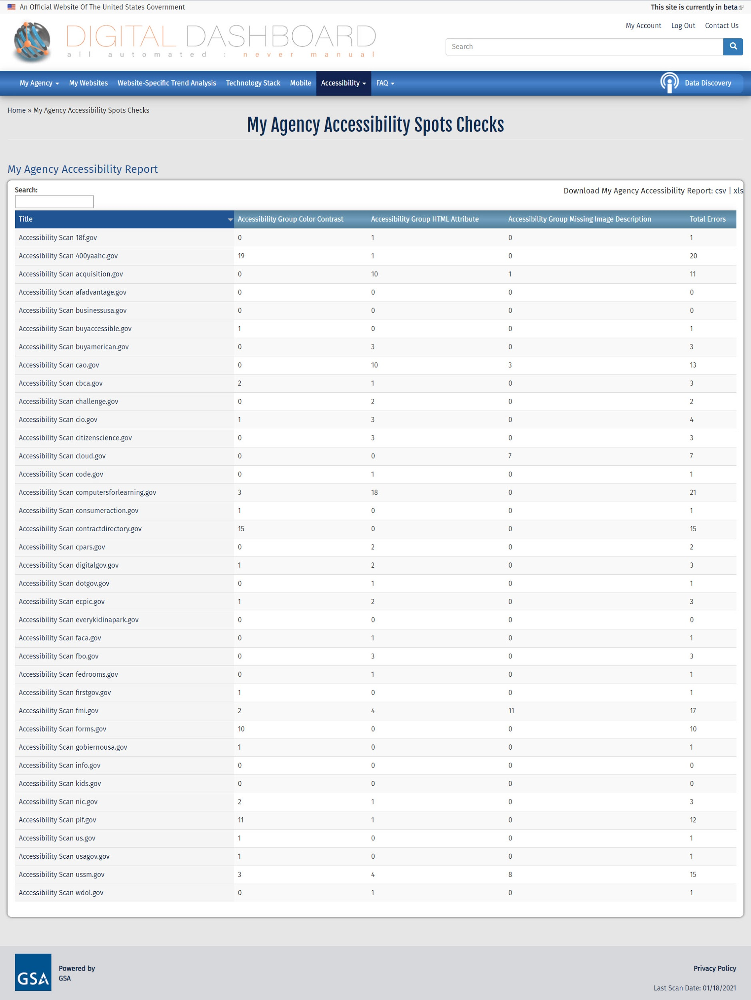 An Official Website Of The United States Government
This site is currently in beta
My Account Log Out Contact Us
DIGITAL DASHBOARD
all automated : never manual
Search
My Agency My Websites Website-Specific Trend Analysis Technology Stack Mobile Accessibility FAQ Data Discovery
Home » My Agency Accessibility Spots Checks
My Agency Accessibility Spots Checks
My Agency Accessibility Report
Search:
Download My Agency Accessibility Report: csv | xls
Title Accessibility Group Color Contrast Accessibility Group HTML Attribute Accessibility Group Missing Image Description Total Errors
Accessibility Scan 18f.gov 0 1 0 1
Accessibility Scan 400yaahc.gov 19 1 0 20
Accessibility Scan acquisition.gov 0 10 1 11
Accessibility Scan afadvantage.gov 0 0 0 0
Accessibility Scan businessusa.gov 0 0 0 0
Accessibility Scan buyaccessible.gov 1 0 0 1
Accessibility Scan buyamerican.gov 0 3 0 3
Accessibility Scan cao.gov 0 10 3 13
Accessibility Scan cbca.gov 2 1 0 3
Accessibility Scan challenge.gov 0 2 0 2
Accessibility Scan cio.gov 1 3 0 4
Accessibility Scan citizenscience.gov 0 3 0 3
Accessibility Scan cloud.gov 0 0 7 7
Accessibility Scan code.gov 0 1 0 1
Accessibility Scan computersforlearning.gov 3 18 0 21
Accessibility Scan consumeraction.gov 1 0 0 1
Accessibility Scan contractdirectory.gov 15 0 0 15
Accessibility Scan cpars.gov 0 2 0 2
Accessibility Scan digitalgov.gov 1 2 0 3
Accessibility Scan dotgov.gov 0 1 0 1
Accessibility Scan ecpic.gov 1 2 0 3
Accessibility Scan everykidinapark.gov 0 0 0 0
Accessibility Scan faca.gov 0 1 0 1
Accessibility Scan fbo.gov 0 3 0 3
Accessibility Scan fedrooms.gov 0 1 0 1
Accessibility Scan firstgov.gov 1 0 0 1
Accessibility Scan fmi.gov 2 4 11 17
Accessibility Scan forms.gov 10 0 0 10
Accessibility Scan gobiernousa.gov 1 0 0 1
Accessibility Scan info.gov 0 0 0 0
Accessibility Scan kids.gov 0 0 0 0
Accessibility Scan nic.gov 2 1 0 3
Accessibility Scan pif.gov 11 1 0 12
Accessibility Scan us.gov 1 0 0 1
Accessibility Scan usagov.gov 1 0 0 1
Accessibility Scan ussm.gov 3 4 8 15
Accessibility Scan wdol.gov 0 1 0 1
GSA
Powered by
GSA
Privacy Policy
Last Scan Date: 01/18/2021